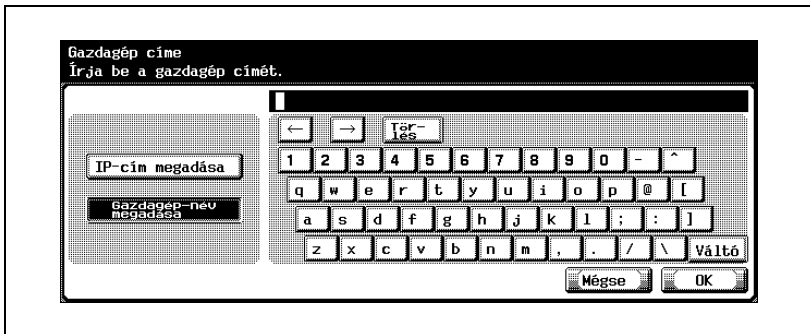 Gazdagép címe
Írja be a gazdagép címét.
← → Tör-
lés
IP-cím megadása
Gazdagép-név
megadása
1 2 3 4 5 6 7 8 9 0 - ^
q w e r t y u i o p @ [
a s d f g h j k l ; : ]
z x c v b n m , . / \ Váltó
Mégse OK